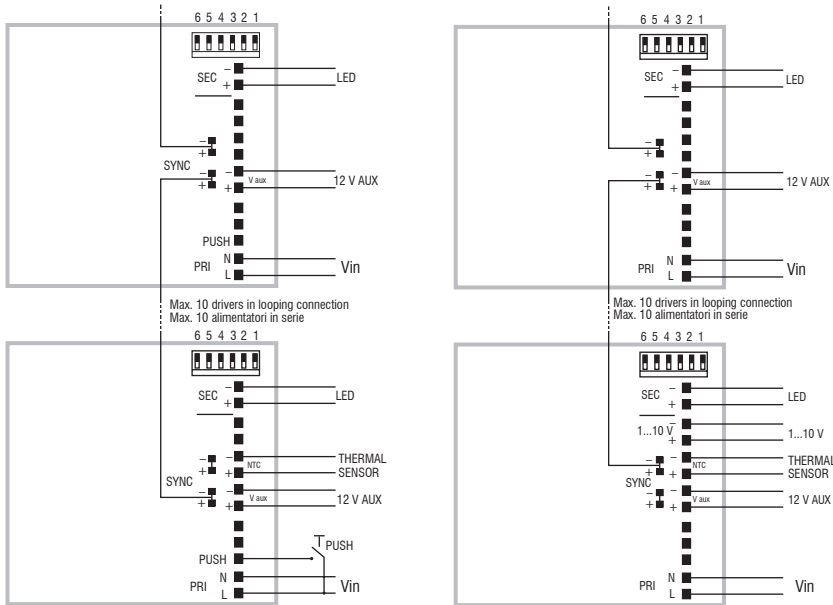 6 5 4 3 2 1
SEC
−
+
LED
SYNC
−
+
−
+
−
+
V aux
12 V AUX
PUSH
PRI
N
L
Vin
Max. 10 drivers in looping connection
Max. 10 alimentatori in serie
6 5 4 3 2 1
SEC
−
+
LED
SYNC
−
+
−
+
−
+
NTC
THERMAL
SENSOR
−
+
V aux
12 V AUX
PUSH
PUSH
PRI
N
L
Vin
6 5 4 3 2 1
SEC
−
+
LED
−
+
−
+
−
+
V aux
12 V AUX
PRI
N
L
Vin
Max. 10 drivers in looping connection
Max. 10 alimentatori in serie
6 5 4 3 2 1
SEC
−
+
LED
1...10 V
−
+
1...10 V
SYNC
−
+
−
+
−
+
NTC
THERMAL
SENSOR
−
+
V aux
12 V AUX
PRI
N
L
Vin